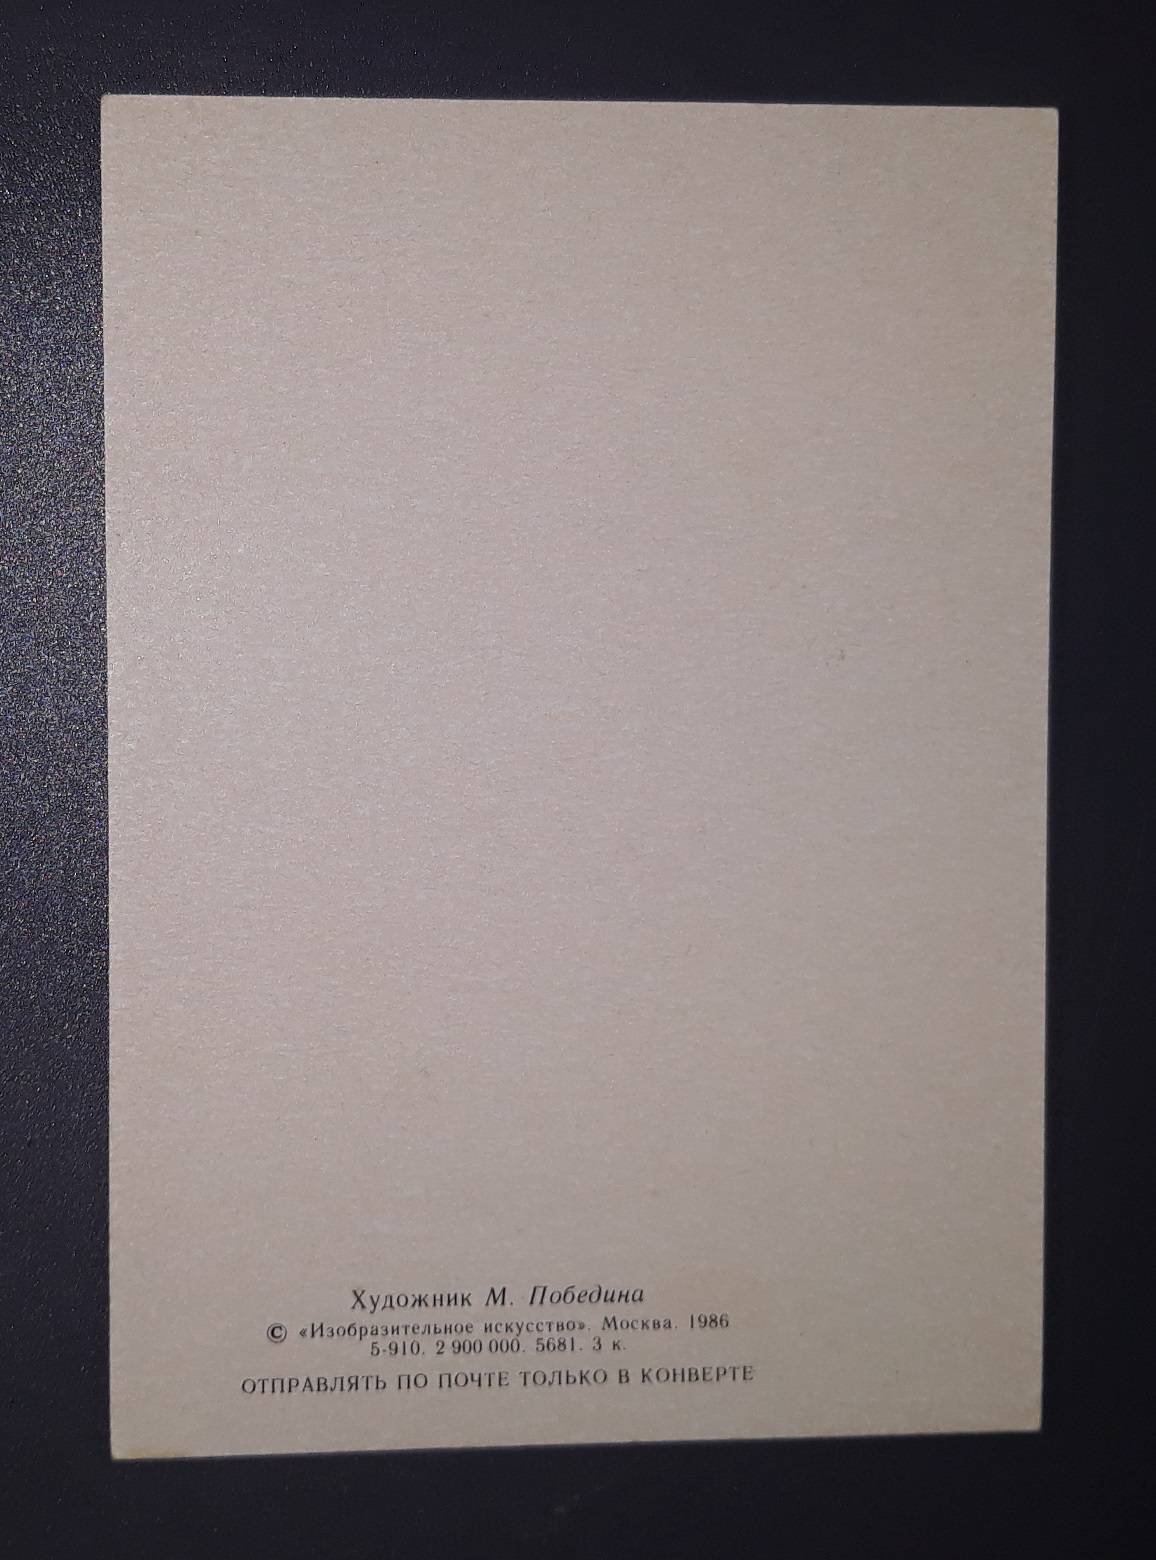 Художник М. Победина
© «Изобразительное искусство». Москва. 1986
5-910. 2 900 000. 5681. 3 к.
ОТПРАВЛЯТЬ ПО ПОЧТЕ ТОЛЬКО В КОНВЕРТЕ